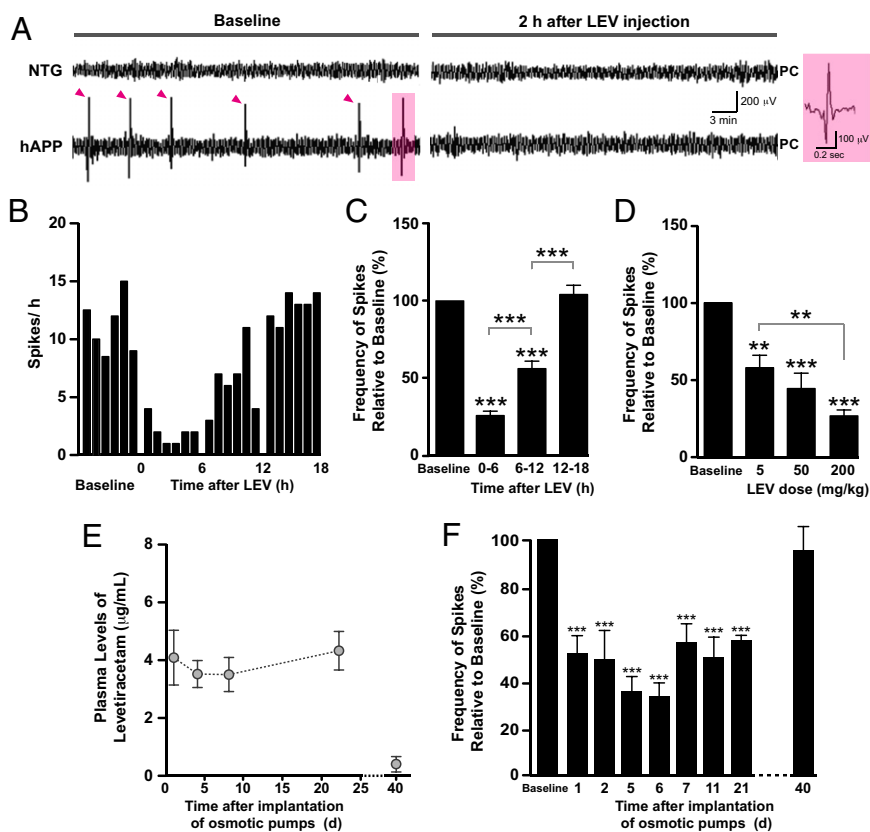 A
Baseline
2 h after LEV injection
NTG
PC
200 μV
3 min
hAPP
PC
100 μV
0.2 sec
B
Spikes/ h
20
15
10
5
0
0
6
12
18
Baseline
Time after LEV (h)
C
Frequency of Spikes
Relative to Baseline (%)
150
100
50
0
***
***
***
***
Baseline
0-6
6-12
12-18
Time after LEV (h)
D
Frequency of Spikes
Relative to Baseline (%)
150
100
50
0
**
**
***
***
Baseline
5
50
200
LEV dose (mg/kg)
E
Plasma Levels of
Levetiracetam (μg/mL)
8
6
4
2
0
0
5
10
15
20
25
40
Time after implantation
of osmotic pumps (d)
F
Frequency of Spikes
Relative to Baseline (%)
100
80
60
40
20
0
***
***
***
***
***
***
***
Baseline
1
2
5
6
7
11
21
40
Time after implantation
of osmotic pumps (d)